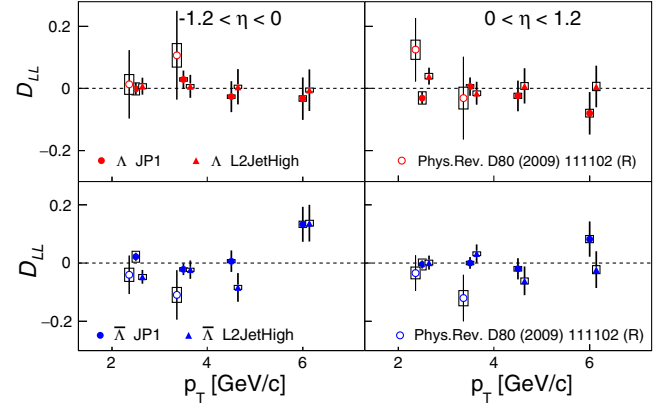 -1.2 < η < 0
0 < η < 1.2
D_LL
0.2
0
−0.2
Λ JP1 Λ L2JetHigh
Phys.Rev. D80 (2009) 111102 (R)
D_LL
0.2
0
−0.2
Λ̅ JP1 Λ̅ L2JetHigh
Phys.Rev. D80 (2009) 111102 (R)
2 4 6 2 4 6
p_T [GeV/c] p_T [GeV/c]